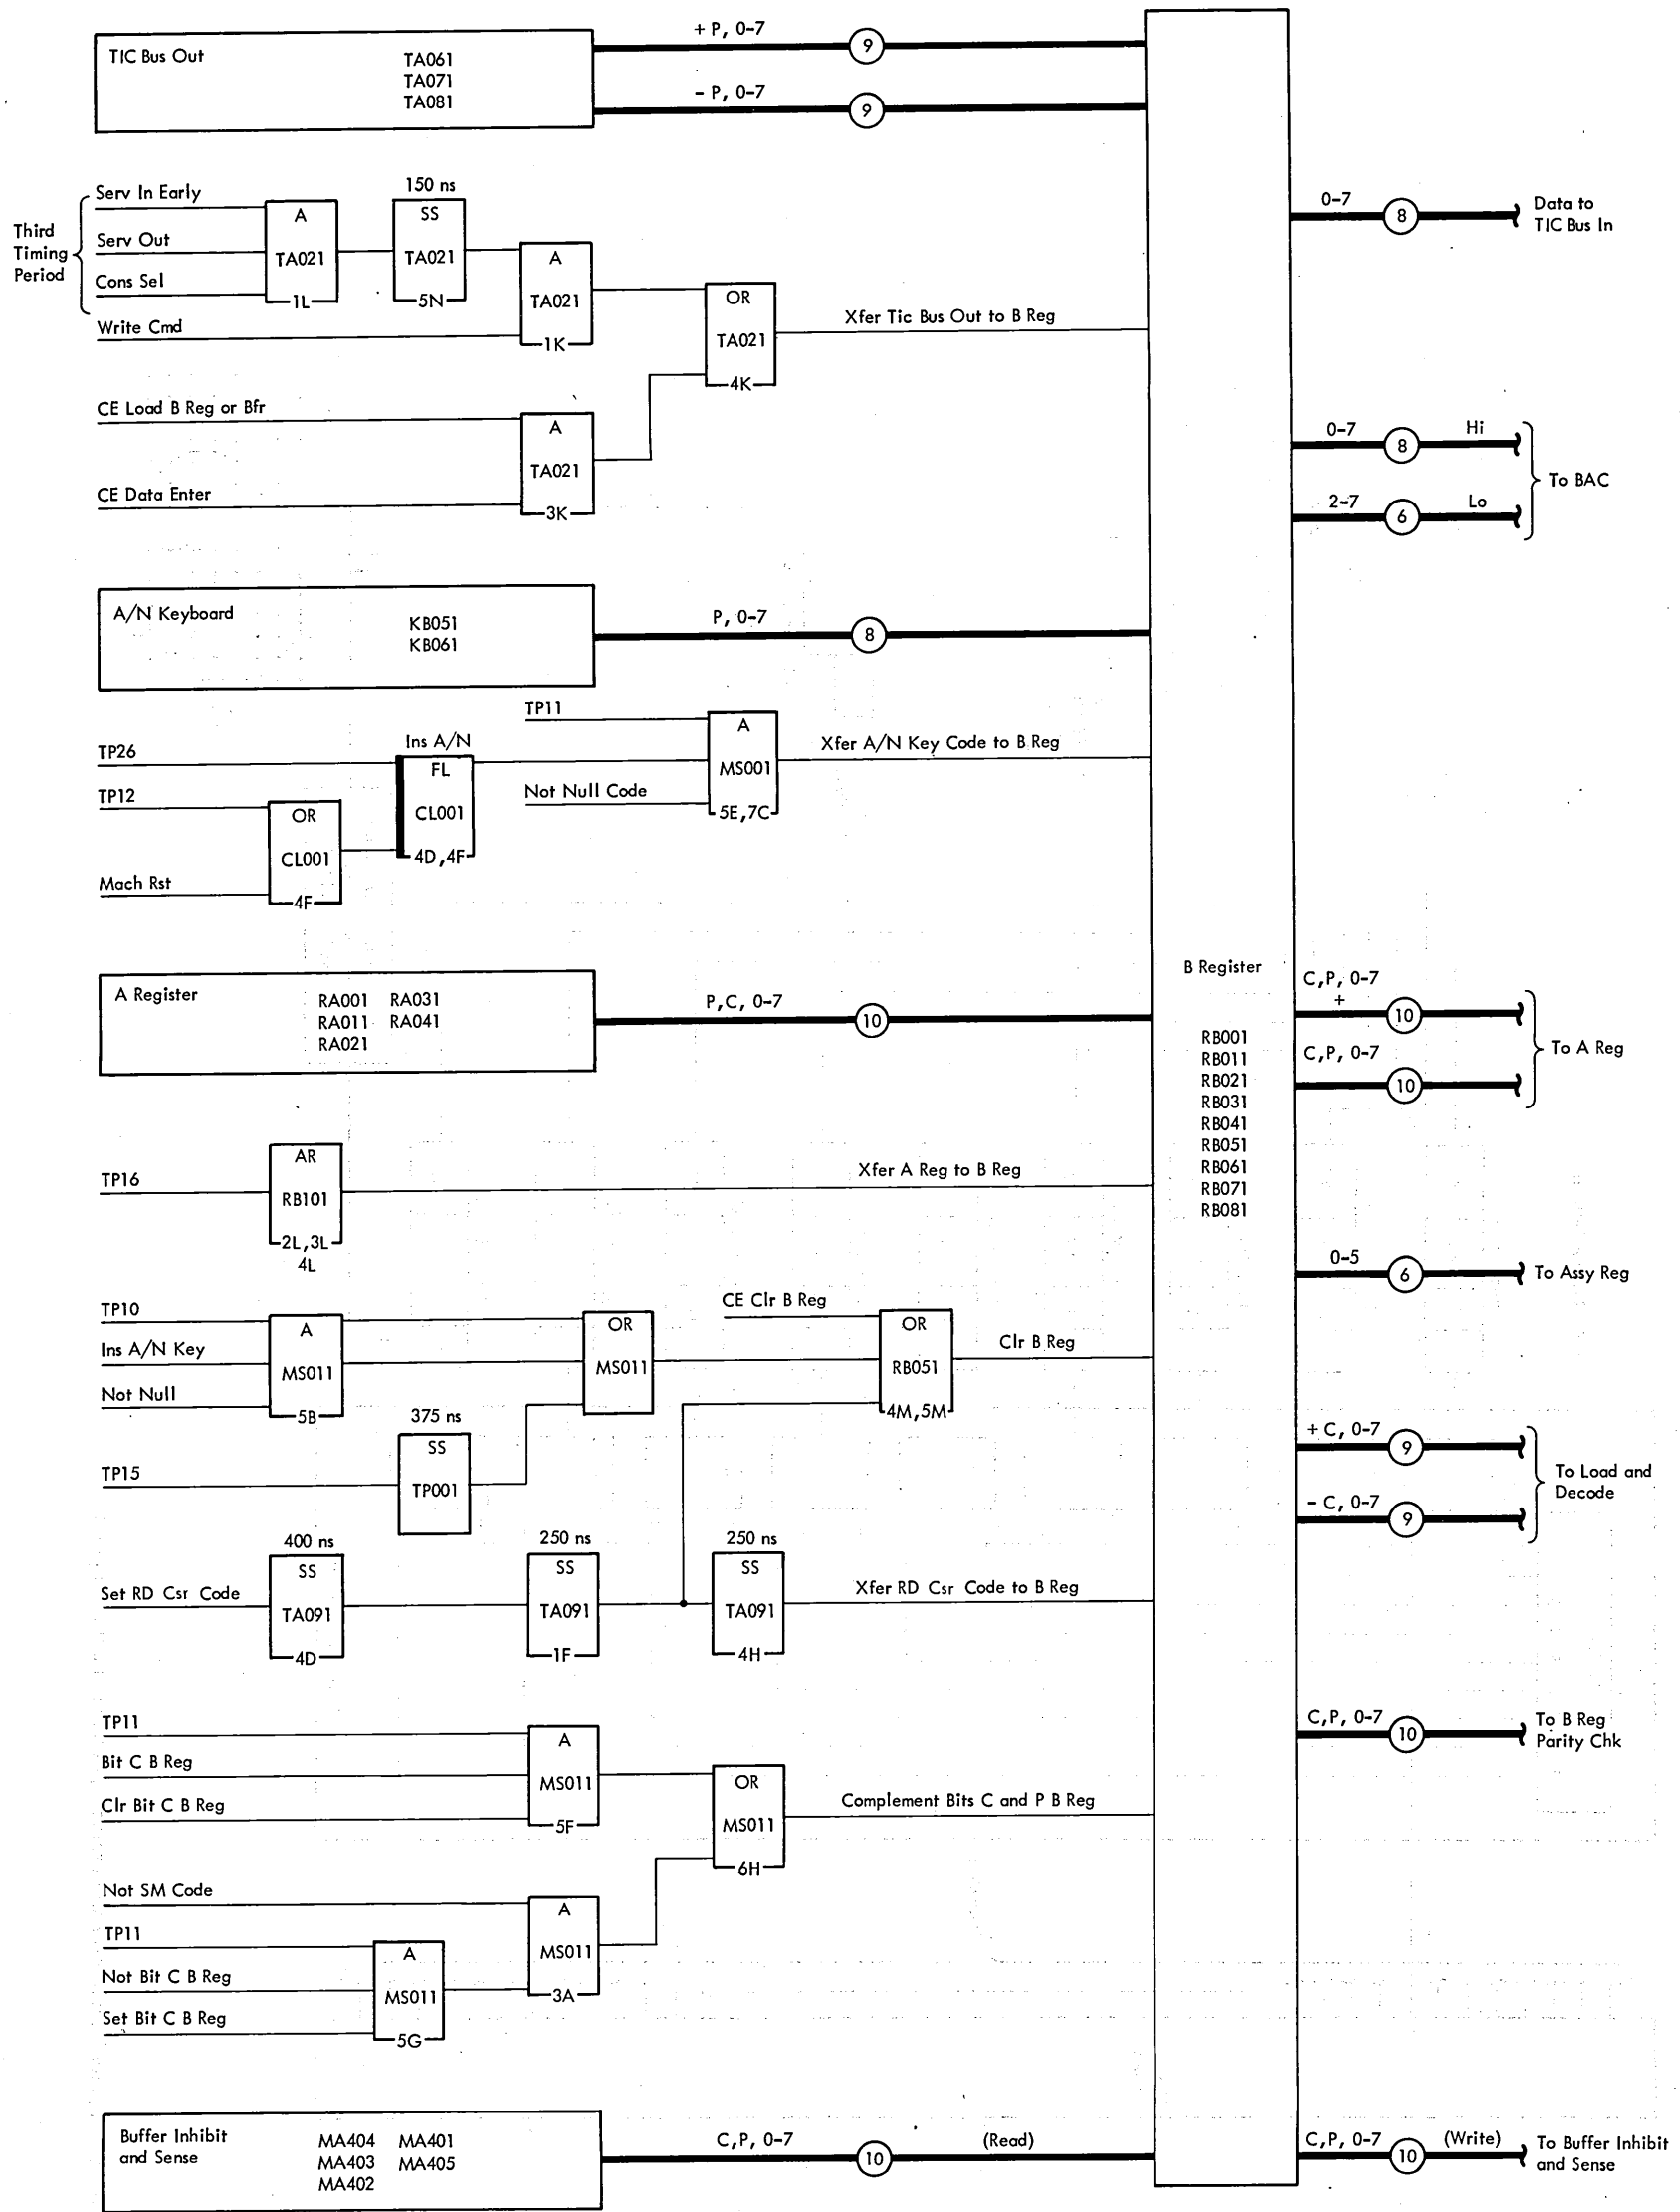 TIC Bus Out
TA061
TA071
TA081
+ P, 0-7
9
- P, 0-7
9
Third
Timing
Period
Serv In Early
Serv Out
Cons Sel
Write Cmd
A
TA021
1L
150 ns
SS
TA021
5N
A
TA021
1K
OR
TA021
4K
Xfer Tic Bus Out to B Reg
CE Load B Reg or Bfr
CE Data Enter
A
TA021
3K
A/N Keyboard
KB051
KB061
P, 0-7
8
TP11
TP26
TP12
Mach Rst
OR
CL001
4F
Ins A/N
FL
CL001
4D,4F
Not Null Code
A
MS001
5E,7C
Xfer A/N Key Code to B Reg
A Register
RA001 RA031
RA011 RA041
RA021
P,C, 0-7
10
TP16
AR
RB101
2L,3L
4L
Xfer A Reg to B Reg
TP10
Ins A/N Key
Not Null
A
MS011
5B
TP15
375 ns
SS
TP001
OR
MS011
CE Clr B Reg
OR
RB051
4M,5M
Clr B Reg
Set RD Csr Code
400 ns
SS
TA091
4D
250 ns
SS
TA091
1F
250 ns
SS
TA091
4H
Xfer RD Csr Code to B Reg
TP11
Bit C B Reg
Clr Bit C B Reg
A
MS011
5F
OR
MS011
6H
Complement Bits C and P B Reg
Not SM Code
TP11
Not Bit C B Reg
Set Bit C B Reg
A
MS011
5G
A
MS011
3A
Buffer Inhibit
and Sense
MA404 MA401
MA403 MA405
MA402
C,P, 0-7
10
(Read)
B Register
RB001
RB011
RB021
RB031
RB041
RB051
RB061
RB071
RB081
0-7
8
Data to
TIC Bus In
0-7
8
Hi
2-7
6
Lo
To BAC
C,P, 0-7
+
10
C,P, 0-7
10
To A Reg
0-5
6
To Assy Reg
+ C, 0-7
9
- C, 0-7
9
To Load and
Decode
C,P, 0-7
10
To B Reg
Parity Chk
C,P, 0-7
10
(Write)
To Buffer Inhibit
and Sense